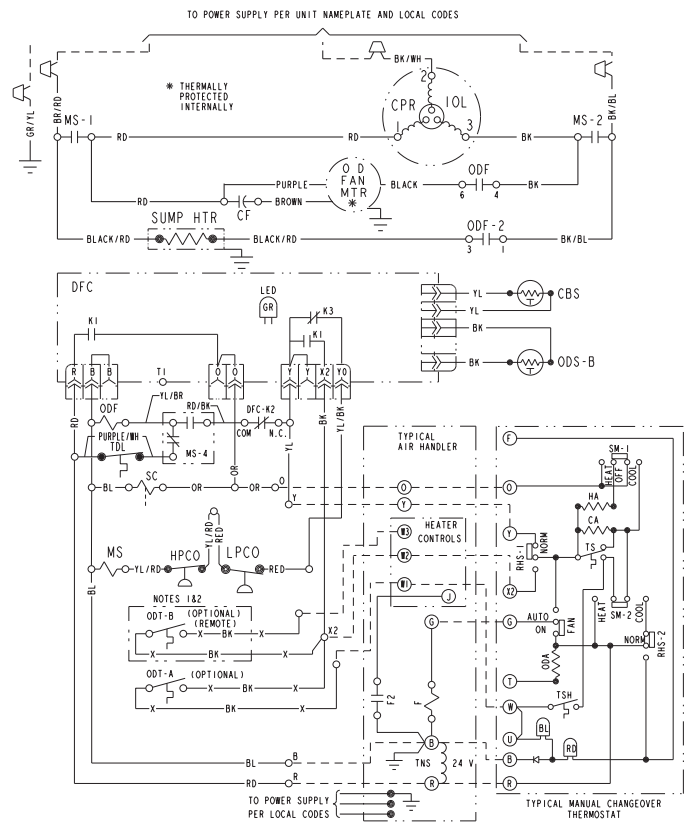 TO POWER SUPPLY PER UNIT NAMEPLATE AND LOCAL CODES
BK/WH
* THERMALLY
PROTECTED
INTERNALLY
GR/YL
BR/RD
BK/BL
2
CPR
IOL
1
3
MS-1
RD
RD
BK
MS-2
O D
FAN
MTR
*
PURPLE
BLACK
ODF
6
4
BK
RD
CF
BROWN
SUMP HTR
BLACK/RD
BLACK/RD
ODF-2
3
1
BK/BL
DFC
LED
GR
K3
K1
K1
YL
CBS
YL
BK
BK
ODS-B
R
B
B
T1
O
O
Y
Y
X2
YO
YL/BR
ODF
RD/BK
DFC-K2
COM
N.C.
PURPLE/WH
TDL
MS-4
RD
YL
BK
YL/BK
OR
BL
SC
OR
OR
O
Y
TYPICAL
AIR HANDLER
O
Y
HEATER
CONTROLS
W3
W2
W1
J
F
SM-1
HEAT
OFF
COOL
O
HA
CA
Y
NORM
RHS-1
TS
X2
HEAT
COOL
SM-2
MS
YL/RD
HPCO
YL/RD
RED
LPCO
RED
BL
NOTES 1&2
ODT-B
(OPTIONAL)
(REMOTE)
X
BK
X
X
BK
X
X2
ODT-A
(OPTIONAL)
X
BK
X
X
BK
X
G
G
AUTO
ON
FAN
NORM
RHS-2
ODA
T
F2
F
W
TSH
U
BL
RD
BL
B
B
TNS
24 V
B
RD
R
R
R
TO POWER SUPPLY
PER LOCAL CODES
TYPICAL MANUAL CHANGEOVER
THERMOSTAT